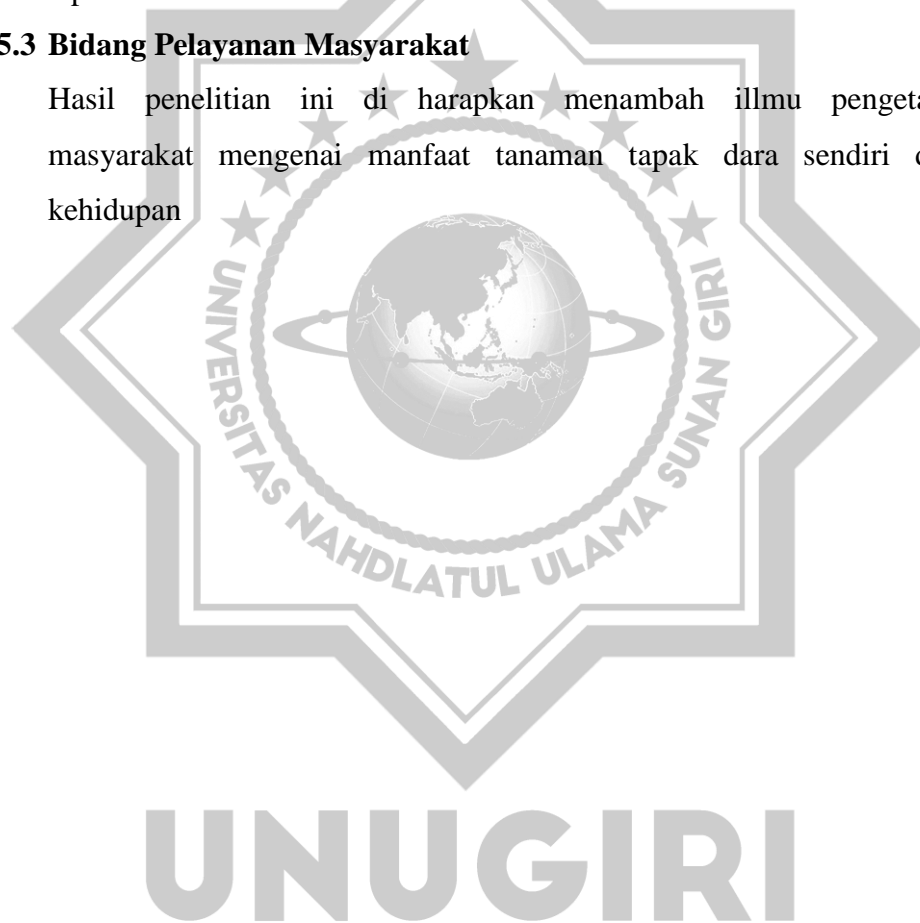 5.3 Bidang Pelayanan Masyarakat
Hasil penelitian ini di harapkan menambah illmu
masyarakat mengenai manfaat tanaman tapak dara sendiri
kehidupan
UNIVERSITAS NAHDLATUL ULAMA SUNAN GIRI
UNUGIRI